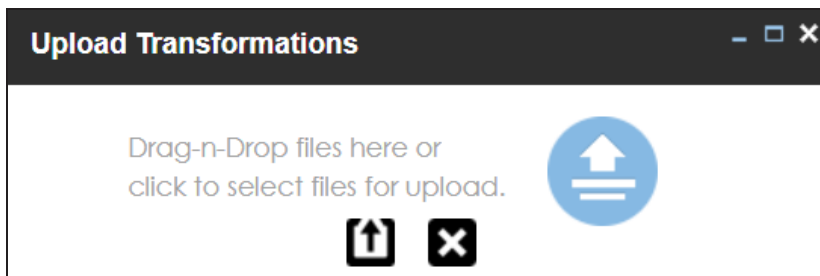 Upload Transformations
Drag-n-Drop files here or
click to select files for upload.